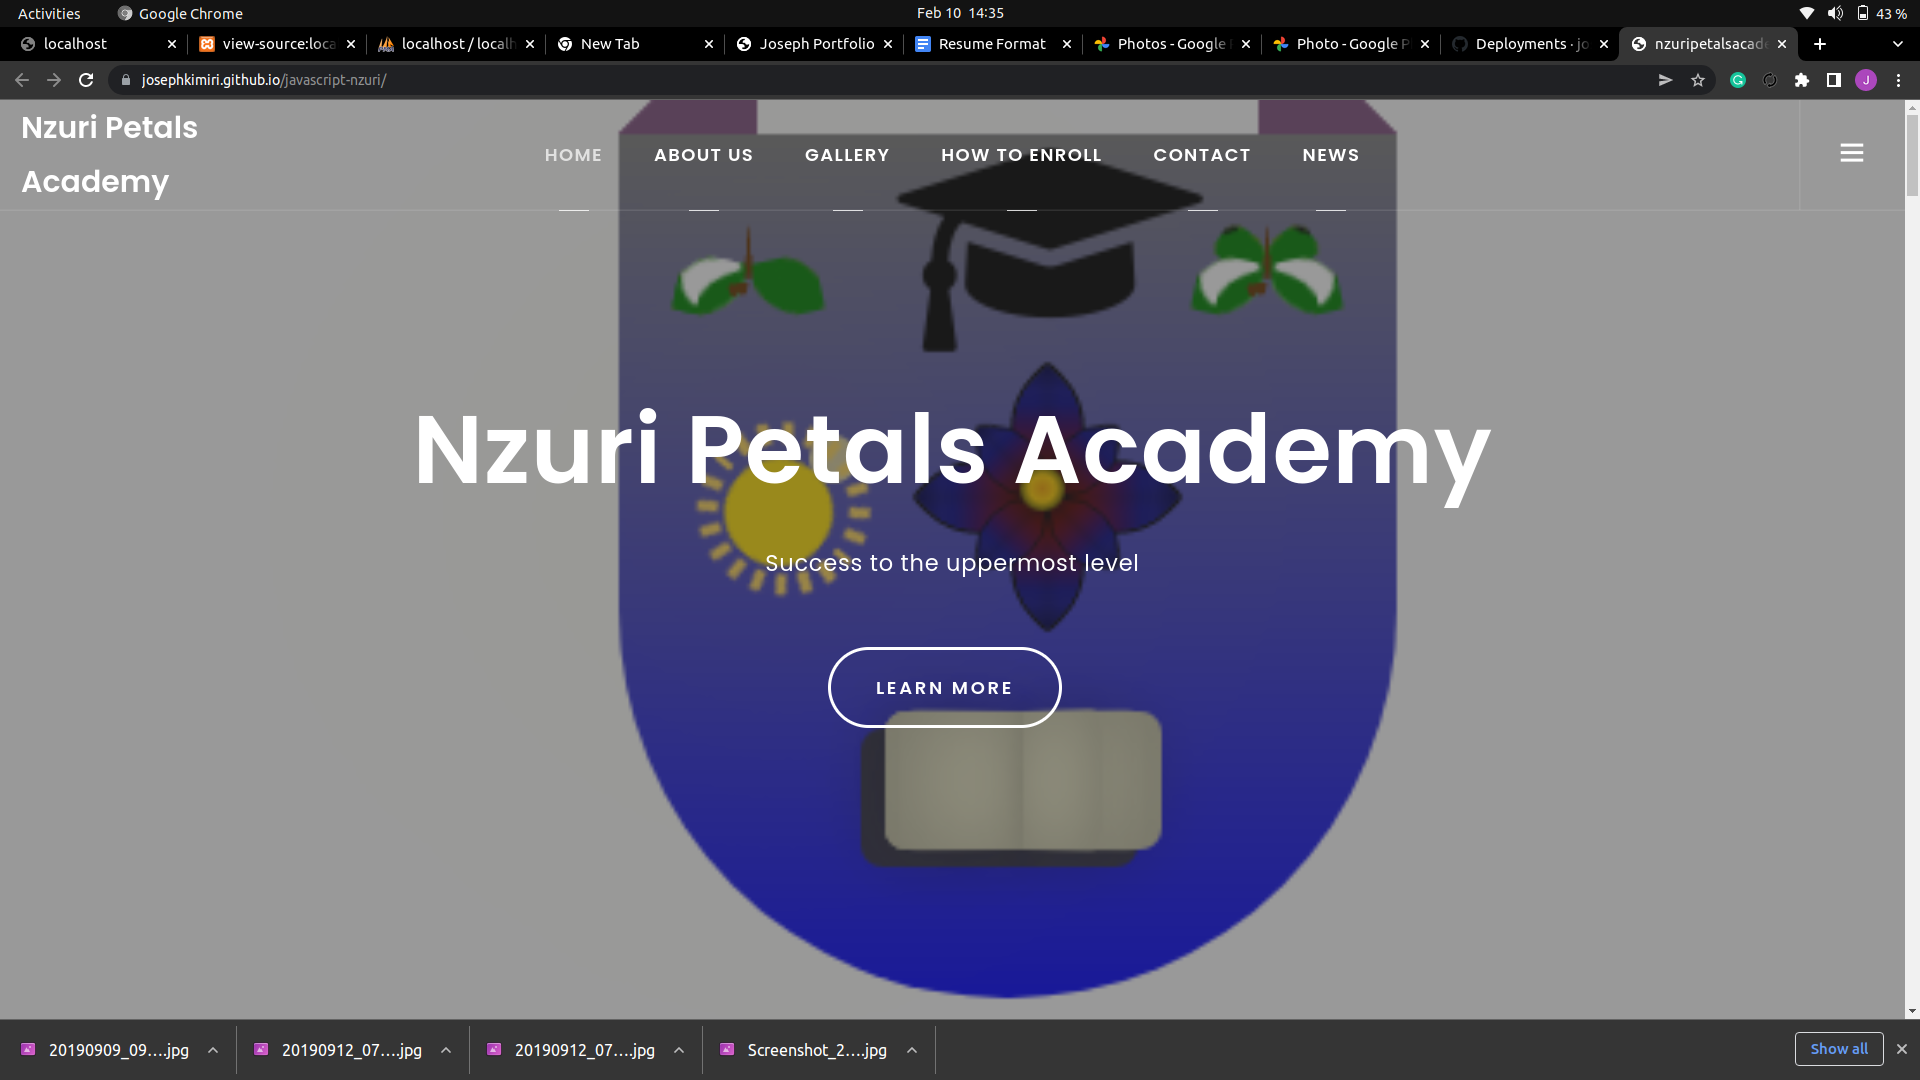 Activities
Google Chrome
Feb 10 14:35
43 %
localhost
view-source:loca
localhost / localh
New Tab
Joseph Portfolio
Resume Format
Photos - Google
Photo - Google P
Deployments · jo
nzuripetalsacade
josephkimiri.github.io/javascript-nzuri/
J
Nzuri Petals
Academy
HOME
ABOUT US
GALLERY
HOW TO ENROLL
CONTACT
NEWS
Nzuri Petals Academy
Success to the uppermost level
LEARN MORE
20190909_09....jpg
20190912_07....jpg
20190912_07....jpg
Screenshot_2....jpg
Show all